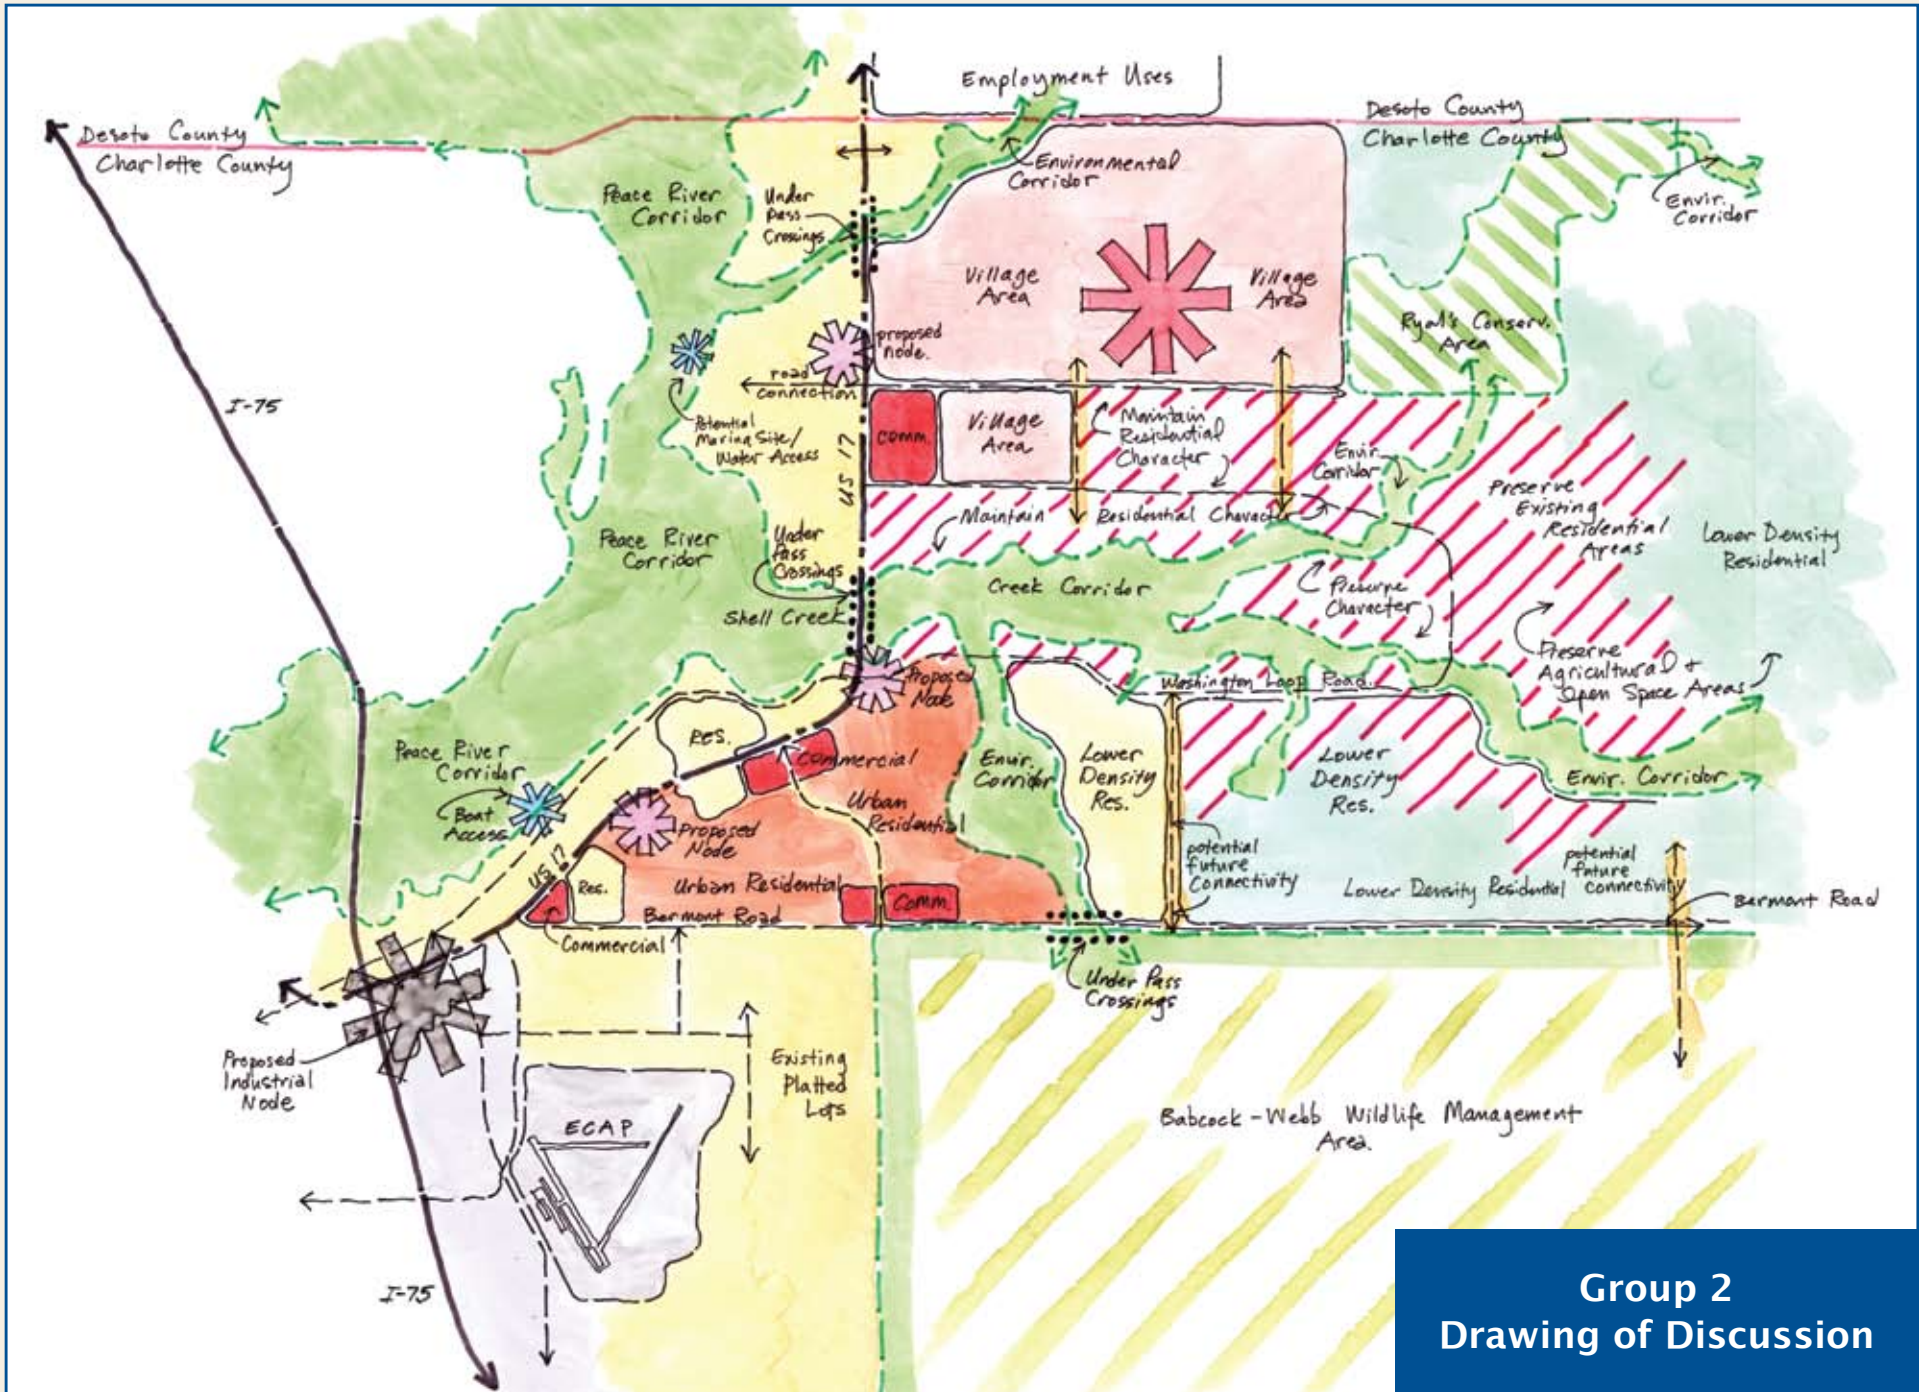 Employment Uses
Desoto County
Charlotte County
Desoto County
Charlotte County
Environmental
Corridor
Envir.
Corridor
Peace River
Corridor
Under
Pass
Crossings
Village
Area
Village
Area
Ryal's Conserv.
Area
proposed
node.
road
connection
I-75
Potential
Marina Site/
Water Access
US 17
Comm.
Village
Area
Maintain
Residential
Character
Envir.
Corridor
Preserve
Existing
Residential
Areas
Lower Density
Residential
Maintain Residential Character
Peace River
Corridor
Under
Pass
Crossings
Shell Creek
Creek Corridor
Preserve
Character
Preserve
Agricultural +
Open Space Areas
Proposed
Node
Washington Loop Road
Res.
Commercial
Peace River
Corridor
Boat
Access
Envir.
Corridor
Lower
Density
Res.
Lower
Density
Res.
Envir. Corridor
Urban
Residential
Proposed
Node
US 17
Res.
Urban Residential
Comm.
Bermont Road
Commercial
potential
future
connectivity
Lower Density Residential
potential
future
connectivity
Bermont Road
Under Pass
Crossings
Proposed
Industrial
Node
Existing
Platted
Lots
ECAP
Babcock-Webb Wildlife Management
Area.
I-75
Group 2
Drawing of Discussion